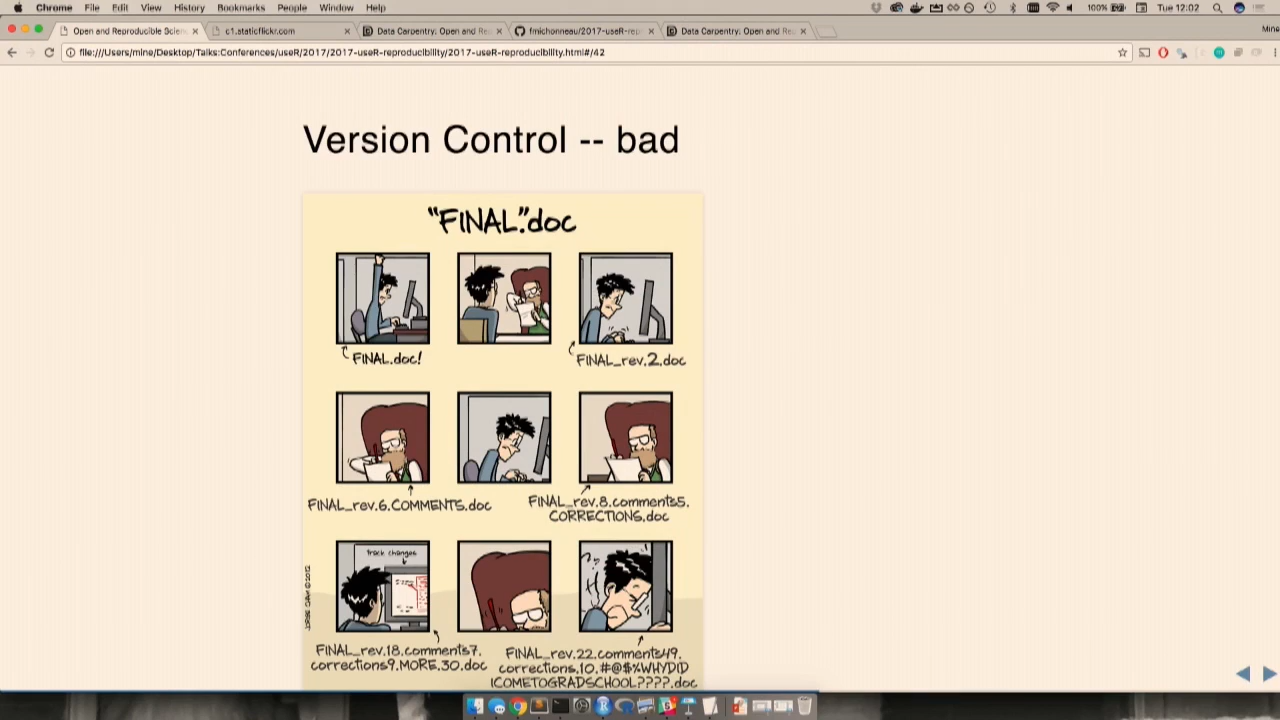 Chrome File Edit View History Bookmarks People Window Help
100% Tue 12:02
Open and Reproducible Scien
c1.staticflickr.com
Data Carpentry: Open and Re
fmichonneau/2017-useR-rep
Data Carpentry: Open and Re
Mine
file:///Users/mine/Desktop/Talks:Conferences/useR/2017/2017-useR-reproducibility/2017-useR-reproducibility.html#/42
Version Control -- bad
"FINAL".doc
FINAL.doc!
FINAL_rev.2.doc
FINAL_rev.6.COMMENTS.doc
FINAL_rev.8.comments5.
CORRECTIONS.doc
track changes
FINAL_rev.18.comments7.
corrections9.MORE.30.doc
FINAL_rev.22.comments49.
corrections.10.#@$%WHYDID
ICOMETOGRADSCHOOL????.doc